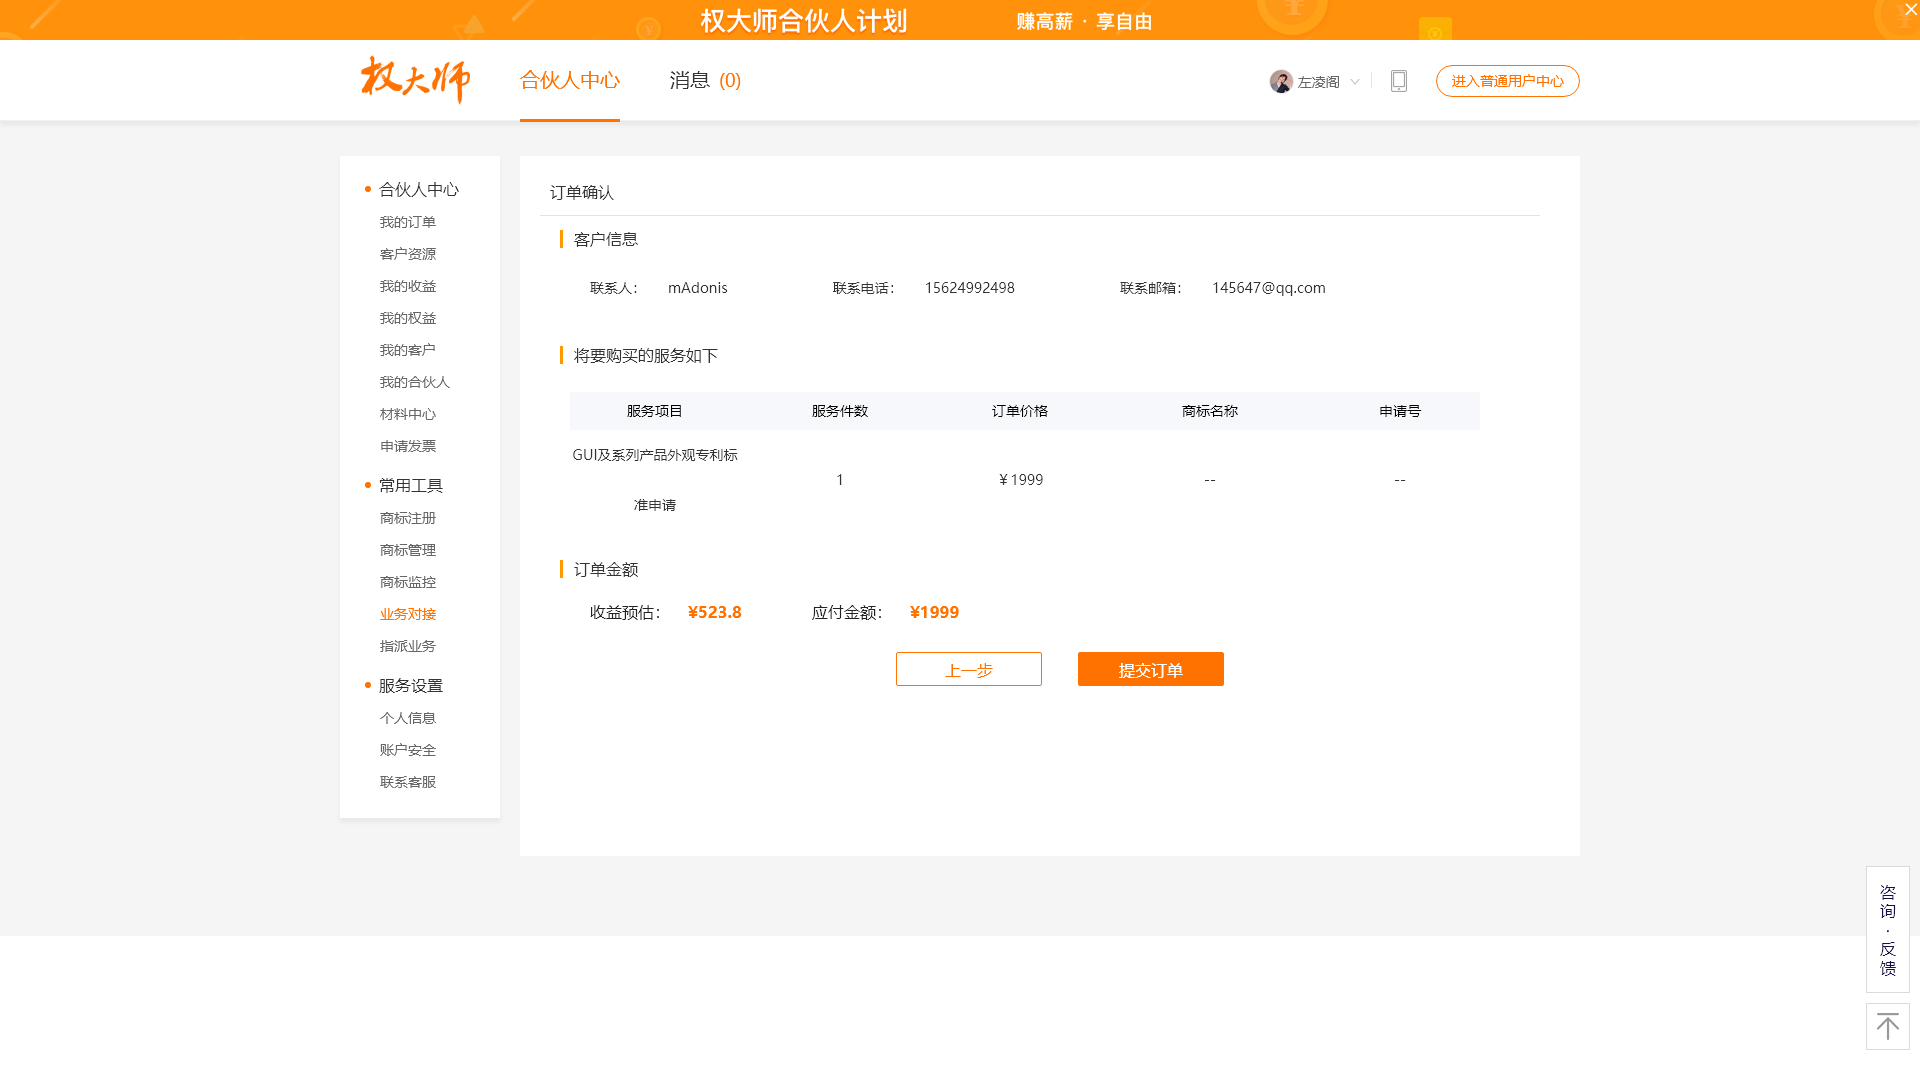 权大师合伙人计划 赚高薪 · 享自由
权大师 合伙人中心 消息 (0) 左凌阁 进入普通用户中心
合伙人中心
我的订单
客户资源
我的收益
我的权益
我的客户
我的合伙人
材料中心
申请发票
常用工具
商标注册
商标管理
商标监控
业务对接
指派业务
服务设置
个人信息
账户安全
联系客服
订单确认
客户信息
联系人： mAdonis 联系电话： 15624992498 联系邮箱： 145647@qq.com
将要购买的服务如下
服务项目 服务件数 订单价格 商标名称 申请号
GUI及系列产品外观专利标
准申请
1 ￥1999 -- --
订单金额
收益预估： ¥523.8 应付金额： ¥1999
上一步 提交订单
咨
询
·
反
馈